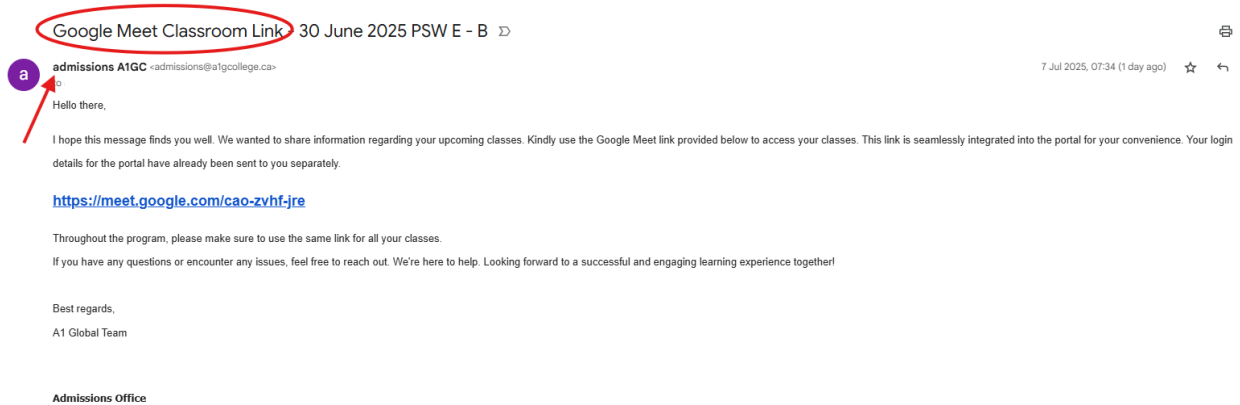 Google Meet Classroom Link - 30 June 2025 PSW E - B
a
admissions A1GC <admissions@a1gcollege.ca>
7 Jul 2025, 07:34 (1 day ago)
to
Hello there,
I hope this message finds you well. We wanted to share information regarding your upcoming classes. Kindly use the Google Meet link provided below to access your classes. This link is seamlessly integrated into the portal for your convenience. Your login
details for the portal have already been sent to you separately.
https://meet.google.com/cao-zvhf-jre
Throughout the program, please make sure to use the same link for all your classes.
If you have any questions or encounter any issues, feel free to reach out. We're here to help. Looking forward to a successful and engaging learning experience together!
Best regards,
A1 Global Team
Admissions Office